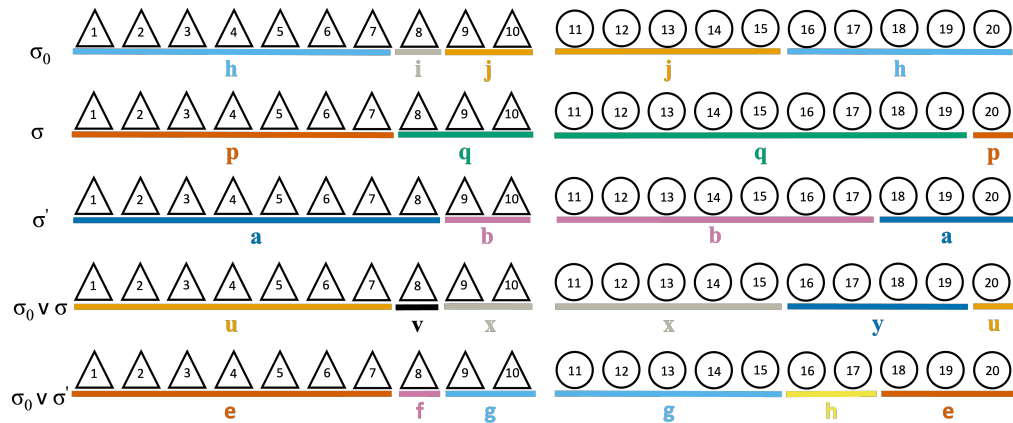 σ₀ 1 2 3 4 5 6 7 8 9 10 11 12 13 14 15 16 17 18 19 20
h i j j h
σ 1 2 3 4 5 6 7 8 9 10 11 12 13 14 15 16 17 18 19 20
p q q p
σ' 1 2 3 4 5 6 7 8 9 10 11 12 13 14 15 16 17 18 19 20
a b b a
σ₀ ∨ σ 1 2 3 4 5 6 7 8 9 10 11 12 13 14 15 16 17 18 19 20
u v x x y u
σ₀ ∨ σ' 1 2 3 4 5 6 7 8 9 10 11 12 13 14 15 16 17 18 19 20
e f g g h e